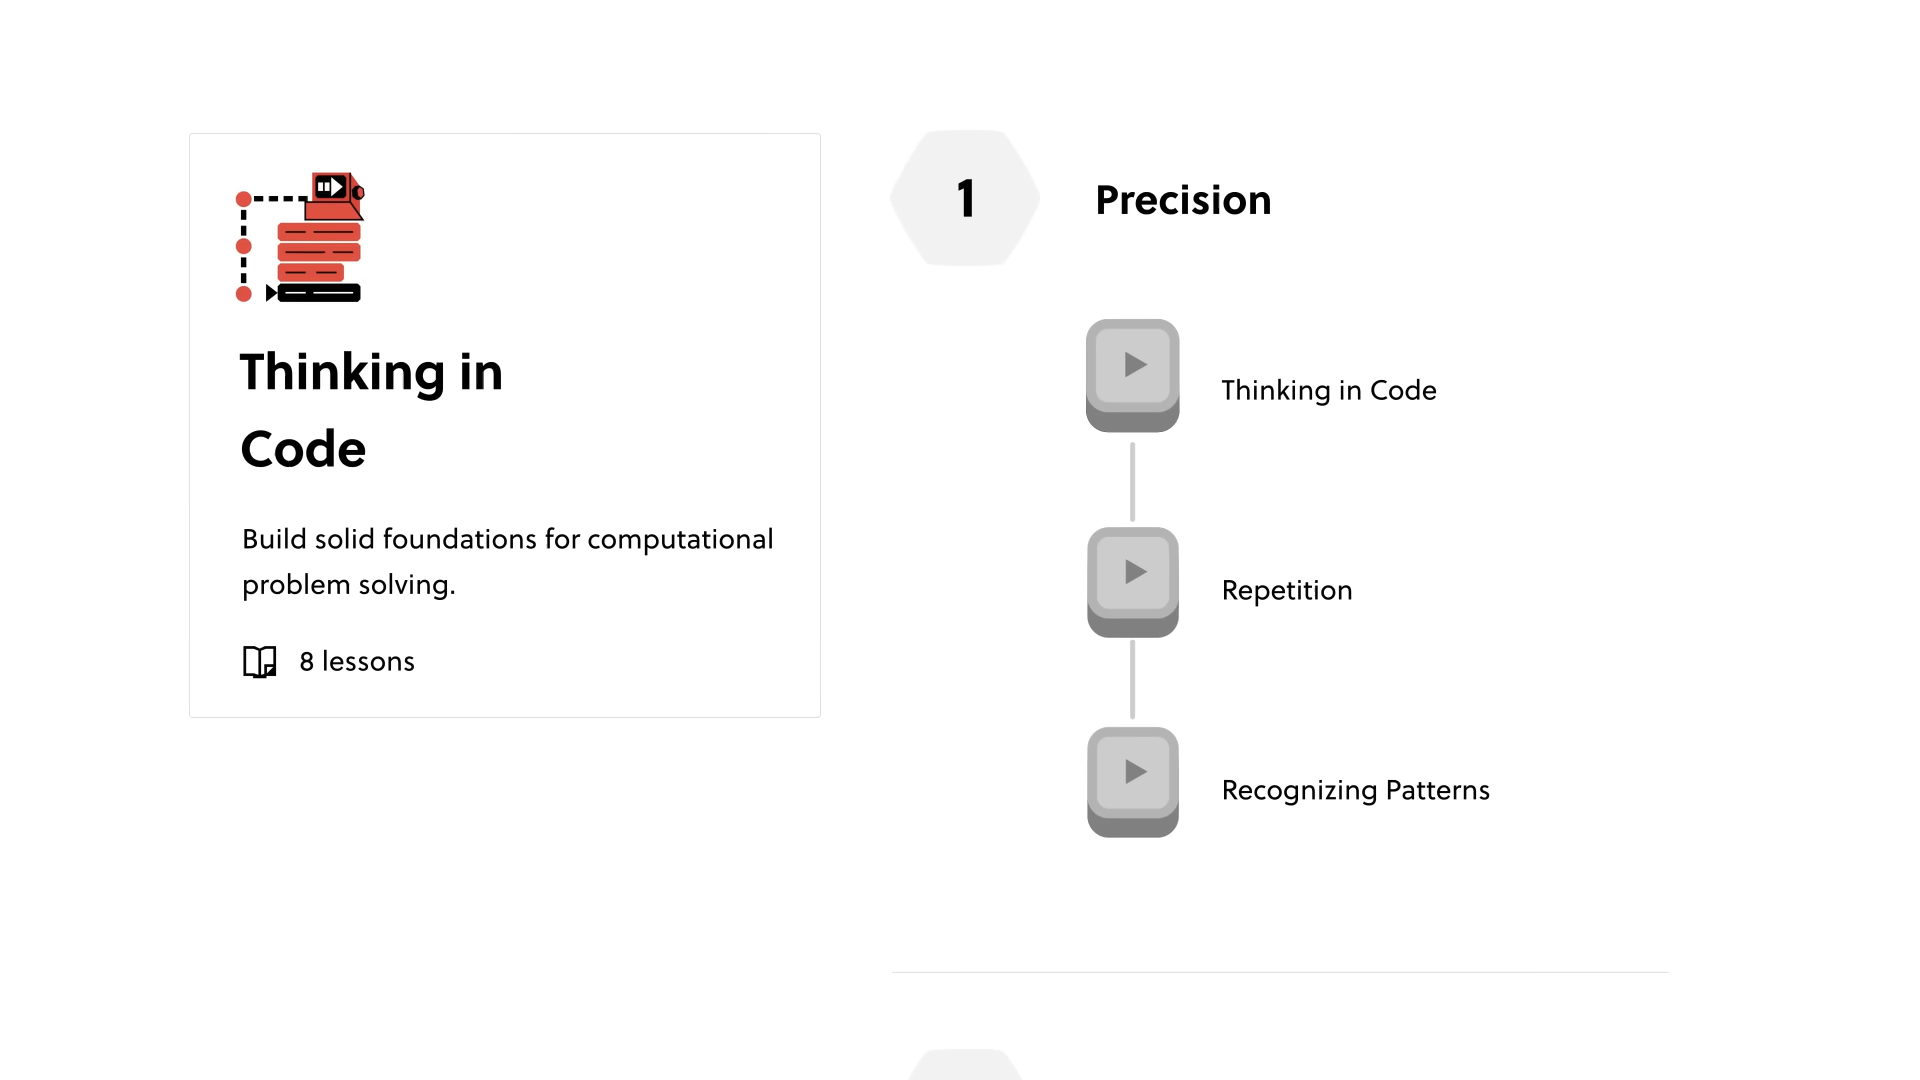 Thinking in
Code
Build solid foundations for computational
problem solving.
8 lessons
1
Precision
Thinking in Code
Repetition
Recognizing Patterns